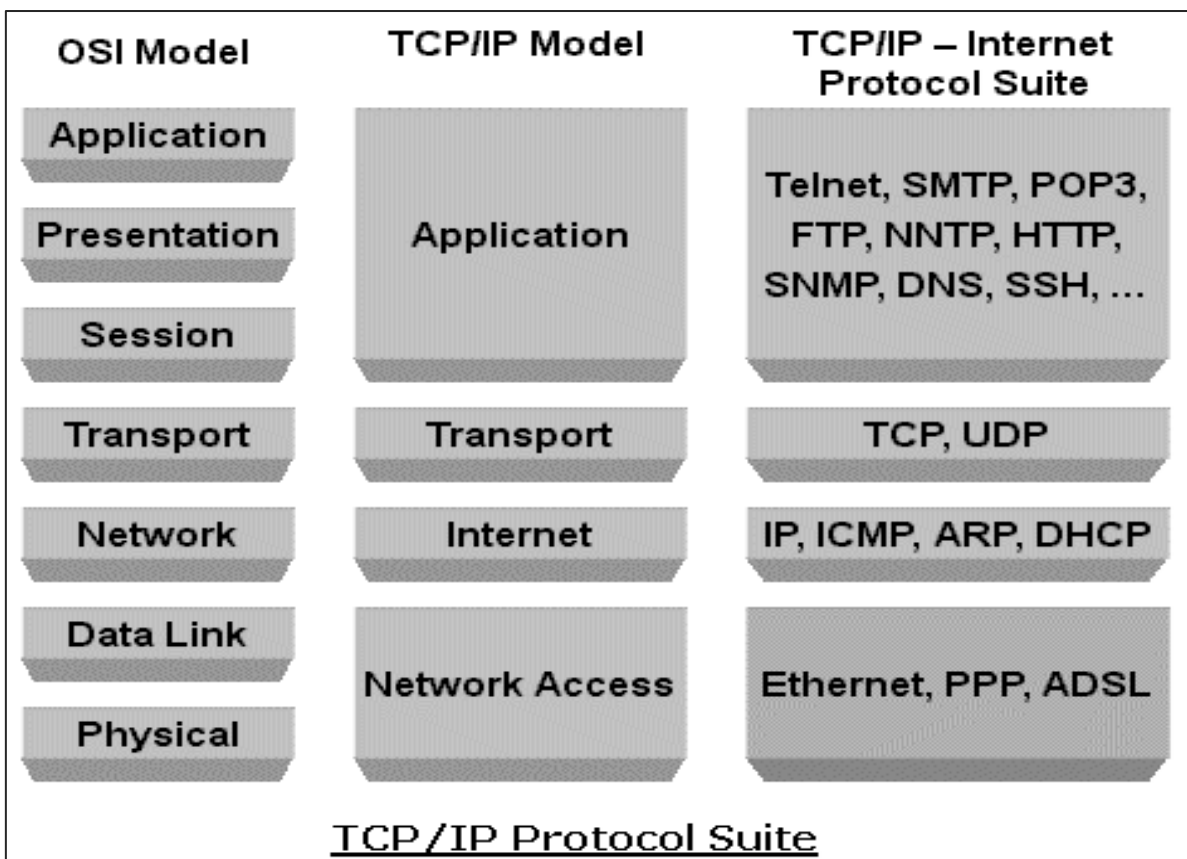 OSI Model
Application
Presentation
Session
Transport
Network
Data Link
Physical
TCP/IP Model
Application
Transport
Internet
Network Access
TCP/IP – Internet
Protocol Suite
Telnet, SMTP, POP3,
FTP, NNTP, HTTP,
SNMP, DNS, SSH, ...
TCP, UDP
IP, ICMP, ARP, DHCP
Ethernet, PPP, ADSL
TCP/IP Protocol Suite